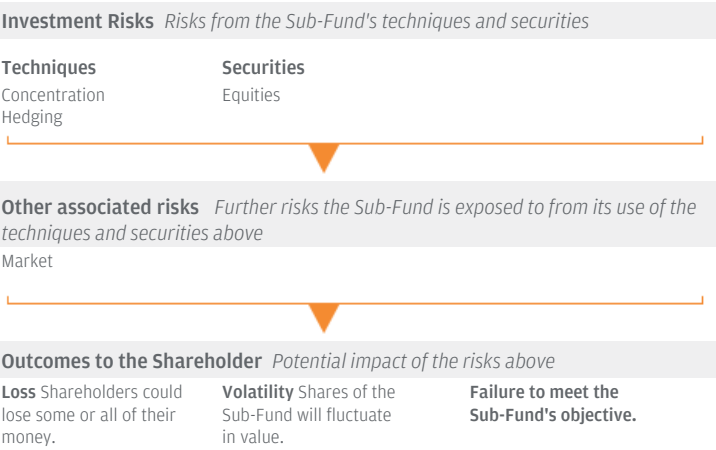 Investment Risks Risks from the Sub-Fund's techniques and securities
Techniques Securities
Concentration Equities
Hedging
Other associated risks Further risks the Sub-Fund is exposed to from its use of the
techniques and securities above
Market
Outcomes to the Shareholder Potential impact of the risks above
Loss Shareholders could
lose some or all of their
money.
Volatility Shares of the
Sub-Fund will fluctuate
in value.
Failure to meet the
Sub-Fund's objective.